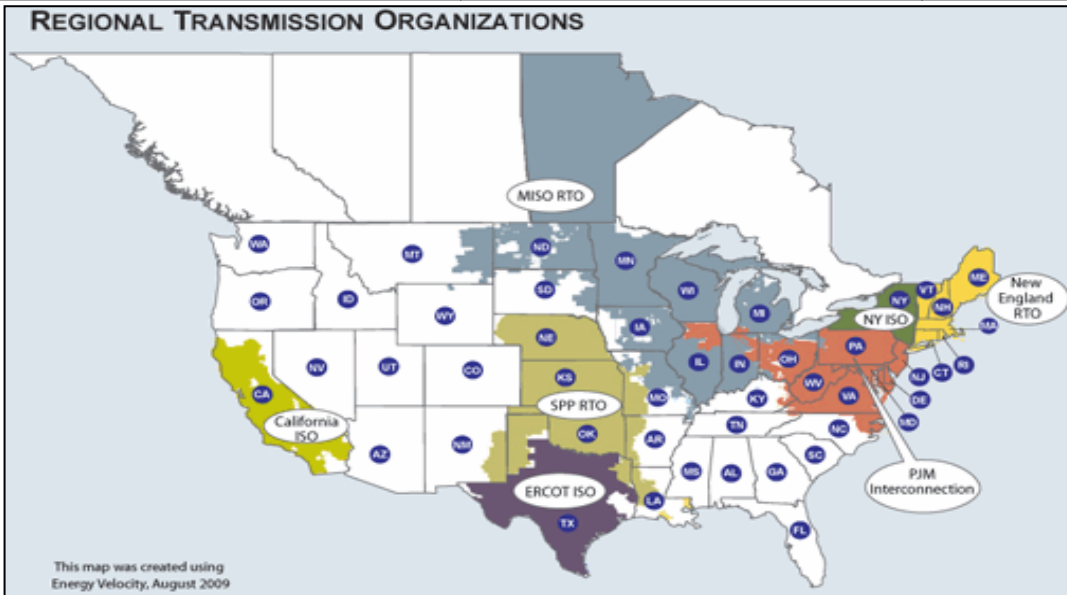 REGIONAL TRANSMISSION ORGANIZATIONS
MISO RTO
WA
MT
ND
MN
ME
VT
New
England
RTO
OR
ID
SD
WI
MI
NY
NH
NY ISO
MA
WY
IA
NE
PA
RI
CT
NJ
NV
UT
CO
IL
IN
OH
WV
VA
DE
MD
CA
California
ISO
KS
SPP RTO
MO
KY
AZ
NM
OK
AR
TN
NC
SC
MS
AL
GA
PJM
Interconnection
ERCOT ISO
TX
LA
FL
This map was created using
Energy Velocity, August 2009